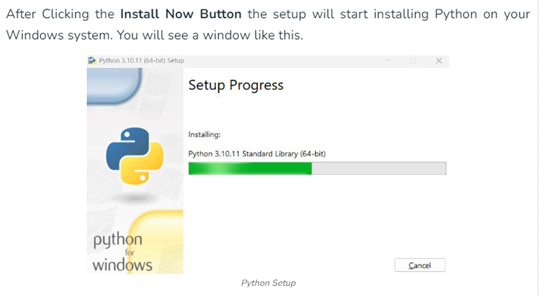 After Clicking the Install Now Button the setup will start installing Python on your
Windows system. You will see a window like this.
Python 3.10.11 (64-bit) Setup
Setup Progress
Installing:
Python 3.10.11 Standard Library (64-bit)
python
for
windows
Cancel
Python Setup